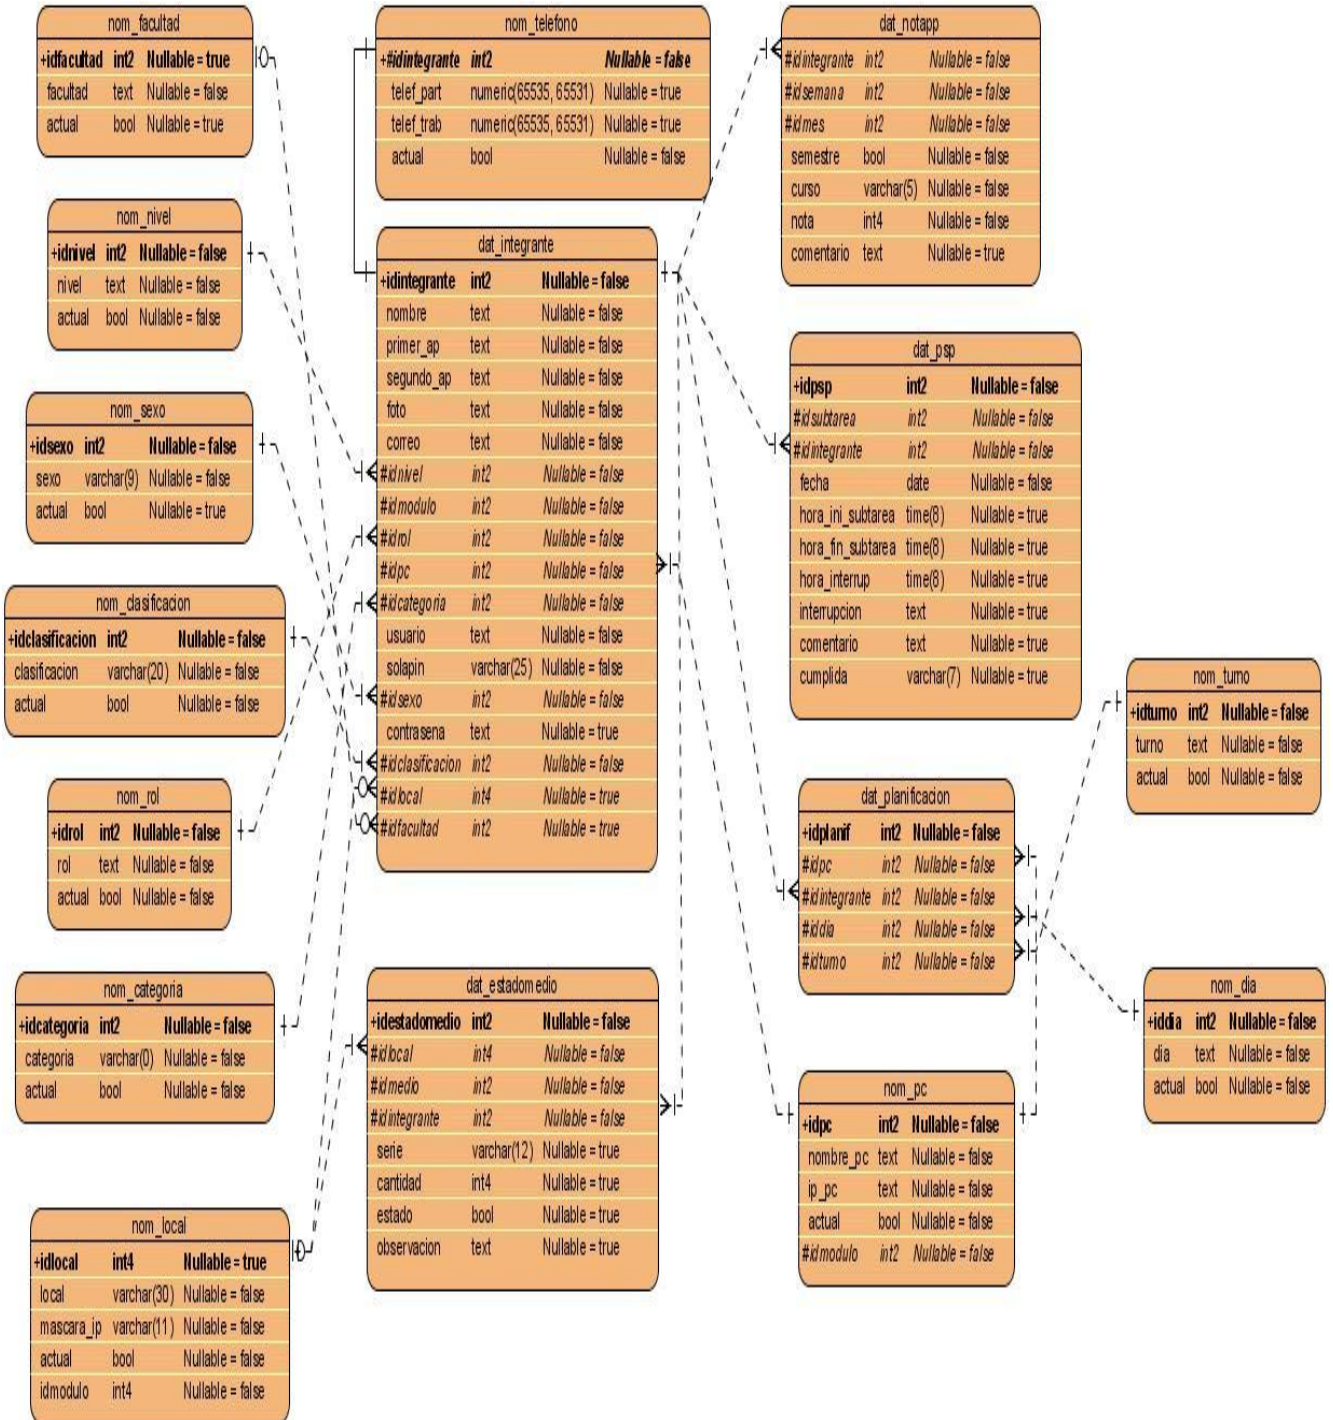 nom_facultad
+idfacultad int2 Nullable = true
facultad text Nullable = false
actual bool Nullable = true
nom_nivel
+idnivel int2 Nullable = false
nivel text Nullable = false
actual bool Nullable = false
nom_sexo
+idsexo int2 Nullable = false
sexo varchar(9) Nullable = false
actual bool Nullable = true
nom_clasificacion
+idclasificacion int2 Nullable = false
clasificacion varchar(20) Nullable = false
actual bool Nullable = false
nom_rol
+idrol int2 Nullable = false
rol text Nullable = false
actual bool Nullable = false
nom_categoria
+idcategoria int2 Nullable = false
categoria varchar(0) Nullable = false
actual bool Nullable = false
nom_local
+idlocal int4 Nullable = true
local varchar(30) Nullable = false
mascara_ip varchar(11) Nullable = false
actual bool Nullable = false
idmodulo int4 Nullable = false
nom_telefono
+#idintegrante int2 Nullable = false
telef_part numeric(65535, 65531) Nullable = true
telef_trab numeric(65535, 65531) Nullable = true
actual bool Nullable = false
dat_integrante
+idintegrante int2 Nullable = false
nombre text Nullable = false
primer_ap text Nullable = false
segundo_ap text Nullable = false
foto text Nullable = false
correo text Nullable = false
#idnivel int2 Nullable = false
#idmodulo int2 Nullable = false
#idrol int2 Nullable = false
#idpc int2 Nullable = false
#idcategoria int2 Nullable = false
usuario text Nullable = false
solapin varchar(25) Nullable = false
#idsexo int2 Nullable = false
contrasena text Nullable = true
#idclasificacion int2 Nullable = false
#idlocal int4 Nullable = true
#idfacultad int2 Nullable = true
dat_estadomedio
+idestadomedio int2 Nullable = false
#idlocal int4 Nullable = false
#idmedio int2 Nullable = false
#idintegrante int2 Nullable = false
serie varchar(12) Nullable = true
cantidad int4 Nullable = true
estado bool Nullable = true
observacion text Nullable = true
dat_notapp
#idintegrante int2 Nullable = false
#idsemana int2 Nullable = false
#idmes int2 Nullable = false
semestre bool Nullable = false
curso varchar(5) Nullable = false
nota int4 Nullable = false
comentario text Nullable = true
dat_psp
+idpsp int2 Nullable = false
#idsubtarea int2 Nullable = false
#idintegrante int2 Nullable = false
fecha date Nullable = false
hora_ini_subtarea time(8) Nullable = true
hora_fin_subtarea time(8) Nullable = true
hora_interrup time(8) Nullable = true
interrupcion text Nullable = true
comentario text Nullable = true
cumplida varchar(7) Nullable = true
dat_planificacion
+idplanif int2 Nullable = false
#idpc int2 Nullable = false
#idintegrante int2 Nullable = false
#iddia int2 Nullable = false
#idturno int2 Nullable = false
nom_pc
+idpc int2 Nullable = false
nombre_pc text Nullable = false
ip_pc text Nullable = false
actual bool Nullable = false
#idmodulo int2 Nullable = false
nom_turno
+idturno int2 Nullable = false
turno text Nullable = false
actual bool Nullable = false
nom_dia
+iddia int2 Nullable = false
dia text Nullable = false
actual bool Nullable = false